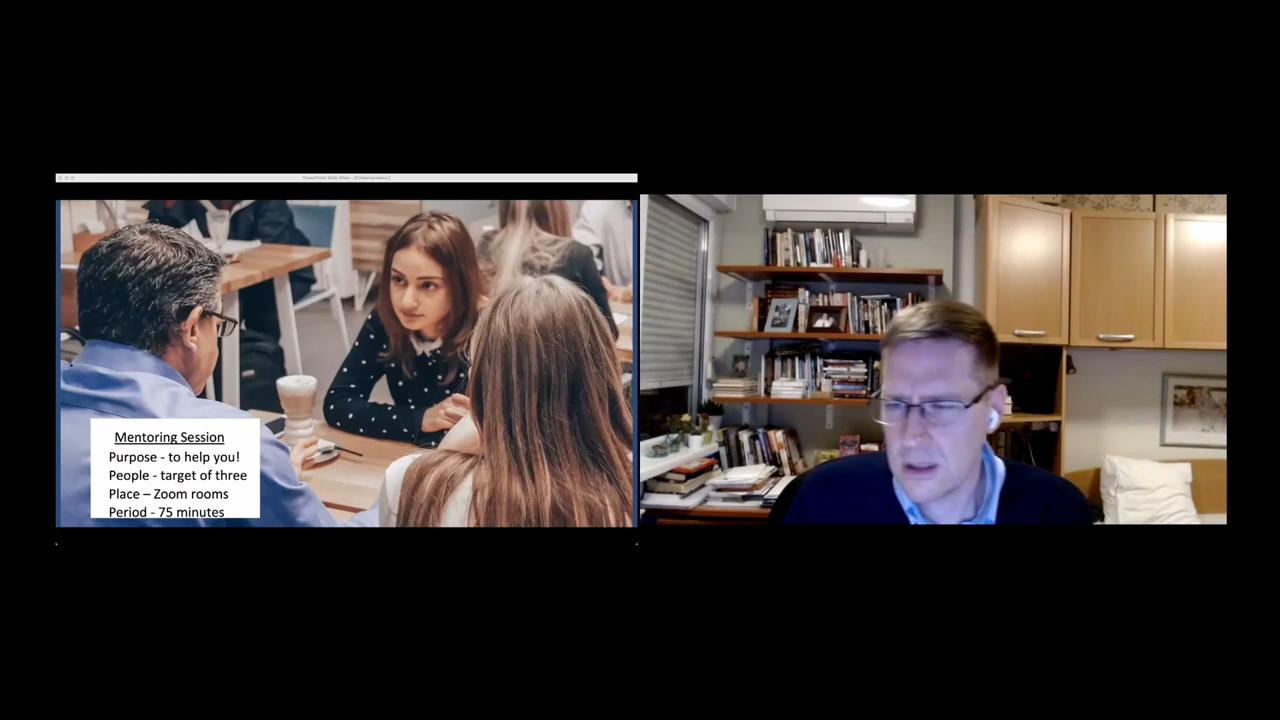 Mentoring Session
Purpose - to help you!
People - target of three
Place – Zoom rooms
Period - 75 minutes